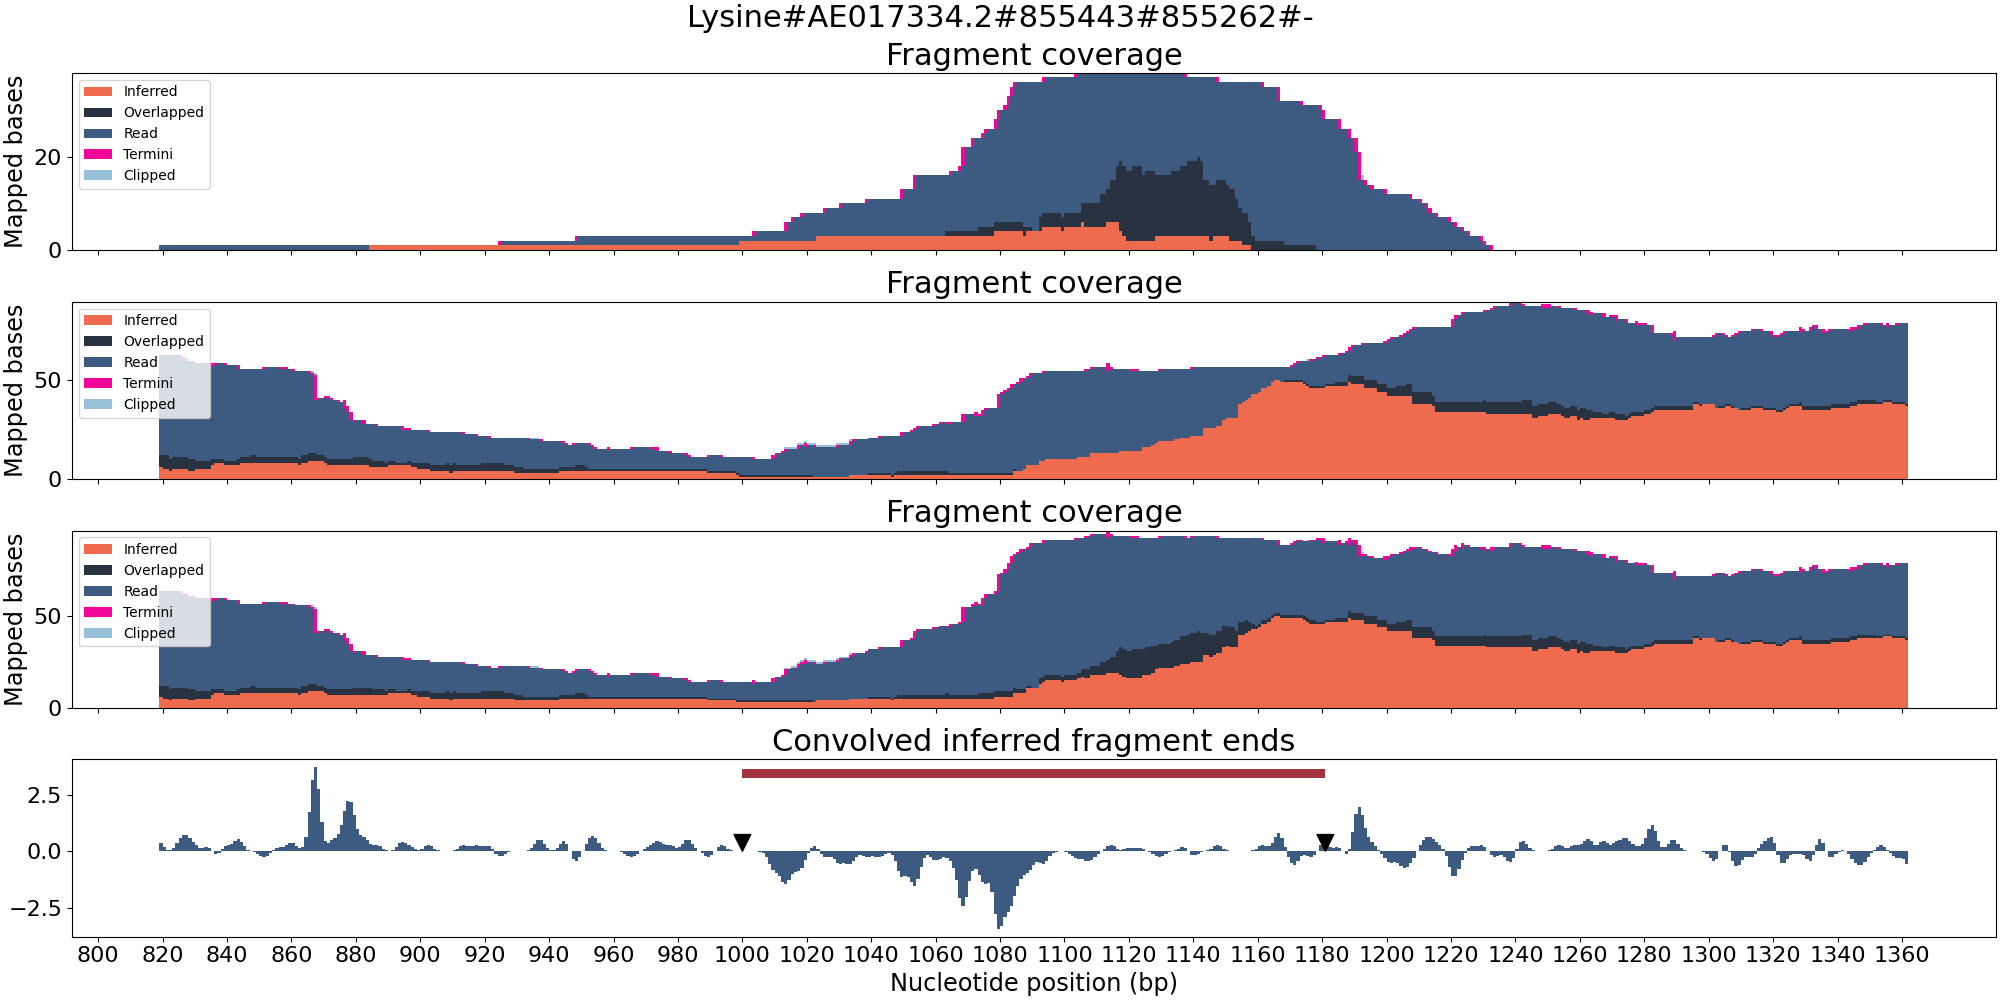 Lysine#AE017334.2#855443#855262#-
Fragment coverage
Mapped bases
20
0
Inferred
Overlapped
Read
Termini
Clipped
Fragment coverage
Mapped bases
50
0
Inferred
Overlapped
Read
Termini
Clipped
Fragment coverage
Mapped bases
50
0
Inferred
Overlapped
Read
Termini
Clipped
Convolved inferred fragment ends
2.5
0.0
−2.5
800 820 840 860 880 900 920 940 960 980 1000 1020 1040 1060 1080 1100 1120 1140 1160 1180 1200 1220 1240 1260 1280 1300 1320 1340 1360
Nucleotide position (bp)